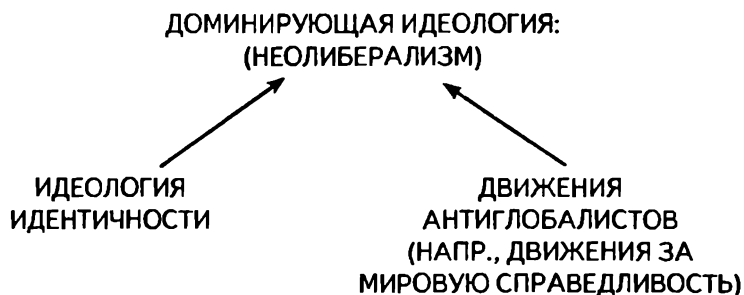 ДОМИНИРУЮЩАЯ ИДЕОЛОГИЯ:
(НЕОЛИБЕРАЛИЗМ)
ИДЕОЛОГИЯ
ИДЕНТИЧНОСТИ
ДВИЖЕНИЯ
АНТИГЛОБАЛИСТОВ
(НАПР., ДВИЖЕНИЯ ЗА
МИРОВУЮ СПРАВЕДЛИВОСТЬ)